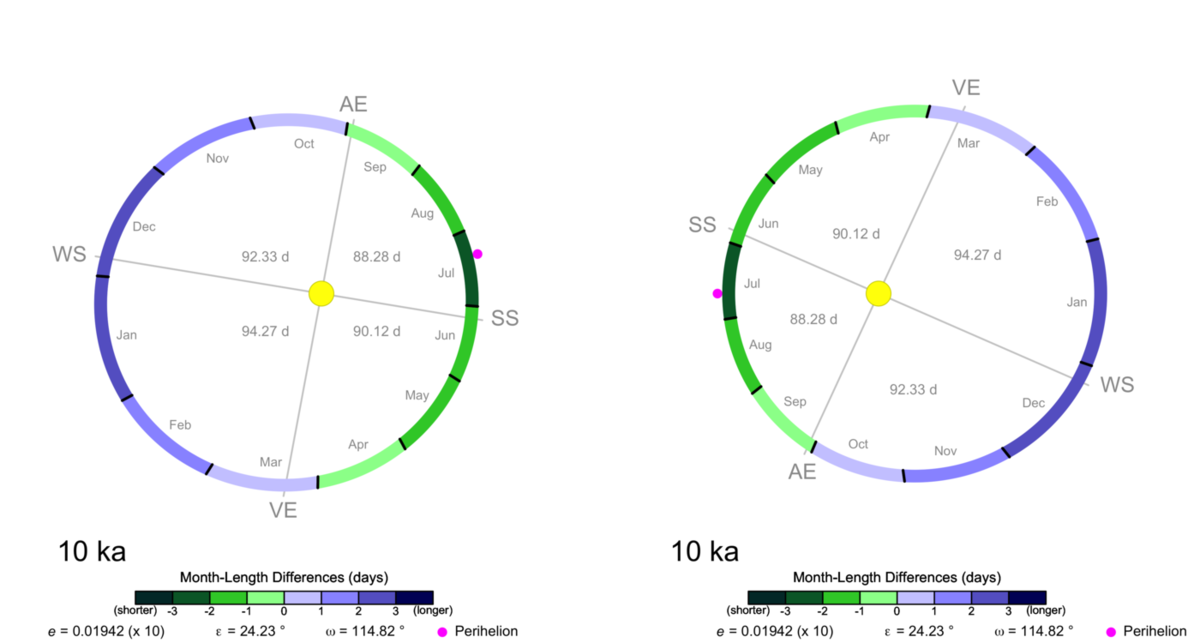 AE
Oct
Sep
Nov
Aug
Dec
WS
92.33 d
88.28 d
Jul
SS
94.27 d
90.12 d
Jun
Jan
May
Feb
Apr
Mar
VE
10 ka
Month-Length Differences (days)
(shorter) -3 -2 -1 0 1 2 3 (longer)
e = 0.01942 (x 10) ε = 24.23 ° ω = 114.82 ° Perihelion
VE
Apr
Mar
May
Feb
SS
Jun
90.12 d
94.27 d
Jul
Jan
88.28 d
Aug
WS
92.33 d
Sep
Dec
Oct
Nov
AE
10 ka
Month-Length Differences (days)
(shorter) -3 -2 -1 0 1 2 3 (longer)
e = 0.01942 (x 10) ε = 24.23 ° ω = 114.82 ° Perihelion